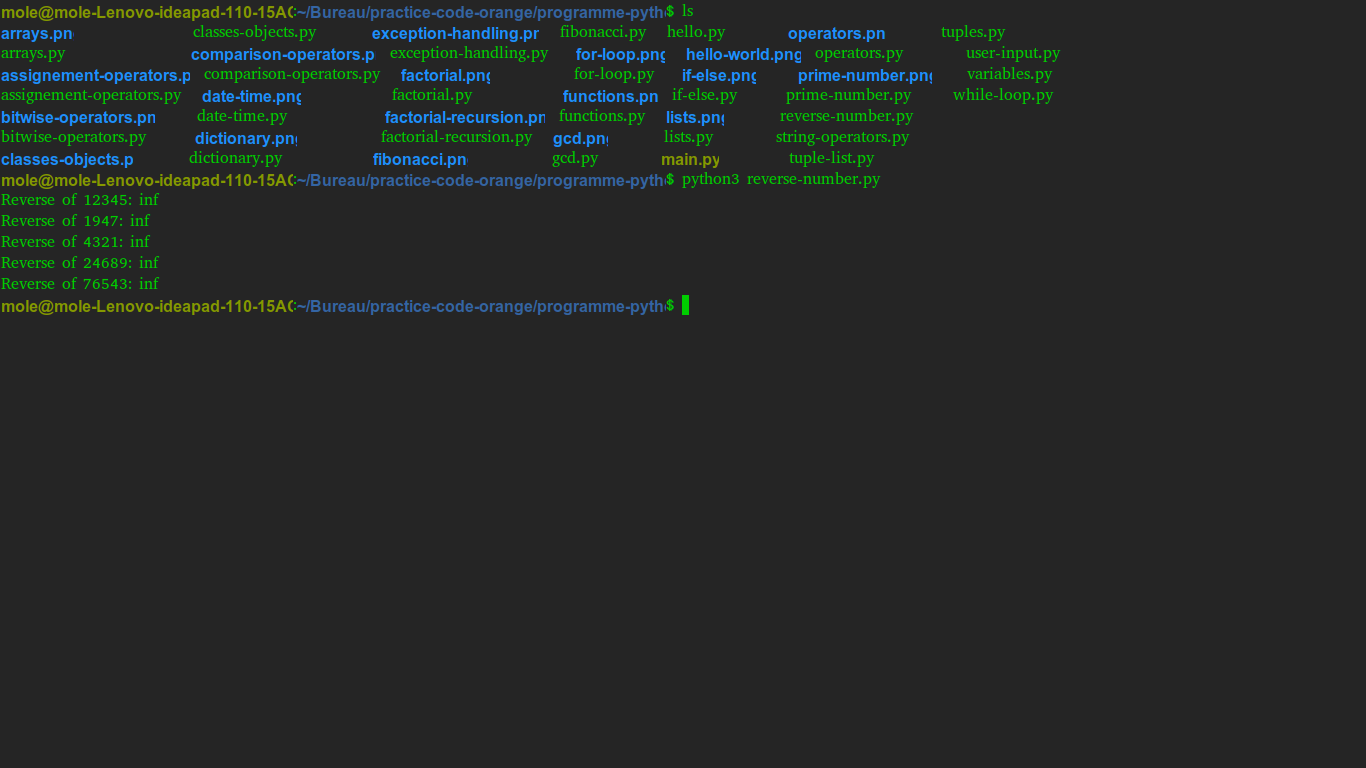 mole@mole-Lenovo-ideapad-110-15AC:~/Bureau/practice-code-orange/programme-pyth$ ls
arrays.pn classes-objects.py exception-handling.pr fibonacci.py hello.py operators.pn tuples.py
arrays.py comparison-operators.p exception-handling.py for-loop.png hello-world.png operators.py user-input.py
assignement-operators.p comparison-operators.py factorial.png for-loop.py if-else.png prime-number.png variables.py
assignement-operators.py date-time.png factorial.py functions.pn if-else.py prime-number.py while-loop.py
bitwise-operators.pn date-time.py factorial-recursion.pn functions.py lists.png reverse-number.py
bitwise-operators.py dictionary.png factorial-recursion.py gcd.png lists.py string-operators.py
classes-objects.p dictionary.py fibonacci.pn gcd.py main.py tuple-list.py
mole@mole-Lenovo-ideapad-110-15AC:~/Bureau/practice-code-orange/programme-pyth$ python3 reverse-number.py
Reverse of 12345: inf
Reverse of 1947: inf
Reverse of 4321: inf
Reverse of 24689: inf
Reverse of 76543: inf
mole@mole-Lenovo-ideapad-110-15AC:~/Bureau/practice-code-orange/programme-pyth$